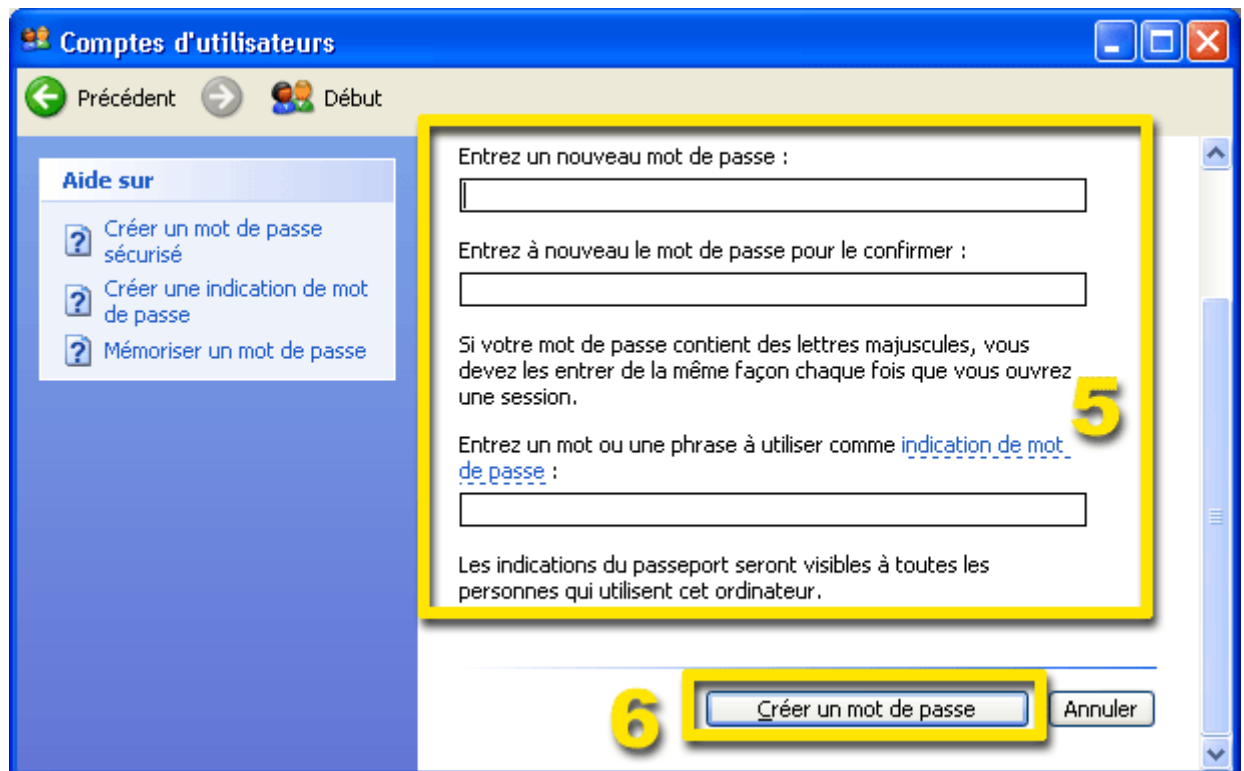 Comptes d'utilisateurs
Précédent
Début
Aide sur
Créer un mot de passe
sécurisé
Créer une indication de mot
de passe
Mémoriser un mot de passe
Entrez un nouveau mot de passe :
Entrez à nouveau le mot de passe pour le confirmer :
Si votre mot de passe contient des lettres majuscules, vous
devez les entrer de la même façon chaque fois que vous ouvrez
une session.
5
Entrez un mot ou une phrase à utiliser comme indication de mot
de passe :
Les indications du passeport seront visibles à toutes les
personnes qui utilisent cet ordinateur.
6
Créer un mot de passe
Annuler